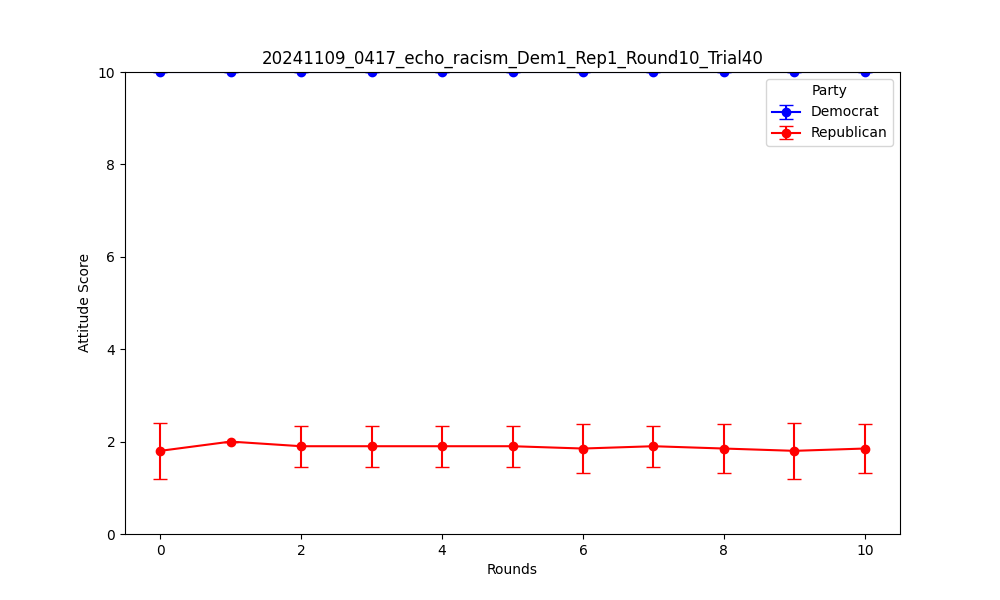 20241109_0417_echo_racism_Dem1_Rep1_Round10_Trial40
Attitude Score
10
8
6
4
2
0
Party
Democrat
Republican
0 2 4 6 8 10
Rounds